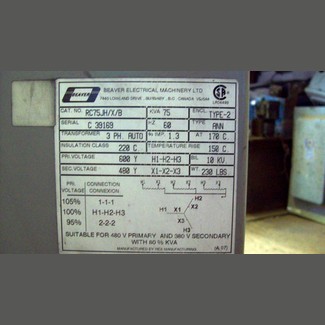 BEAVER
BEAVER ELECTRICAL MACHINERY LTD
CAT. NO. RC75JH/X/B KVA 75 ENCL. TYPE-2
SERIAL C 39169 HZ. 60 TYPE ANN
TRANSFORMER 3 PH. AUTO 1.3 AT 170 C
INSULATION CLASS 220 C TEMPERATURE RISE 150 C
PRI. VOLTAGE 600 Y H1-H2-H3 BIL 10 KV
SEC. VOLTAGE 480 Y X1-X2-X3 WT. 230 LBS
PRI. VOLTAGE CONNECTION CONNEXION
105% 1-1-1
100% H1-H2-H3
95% 2-2-2
H2
X2
X1
X3
H1
H3
SUITABLE FOR 480 V PRIMARY AND 380 V SECONDARY
WITH 80 % KVA